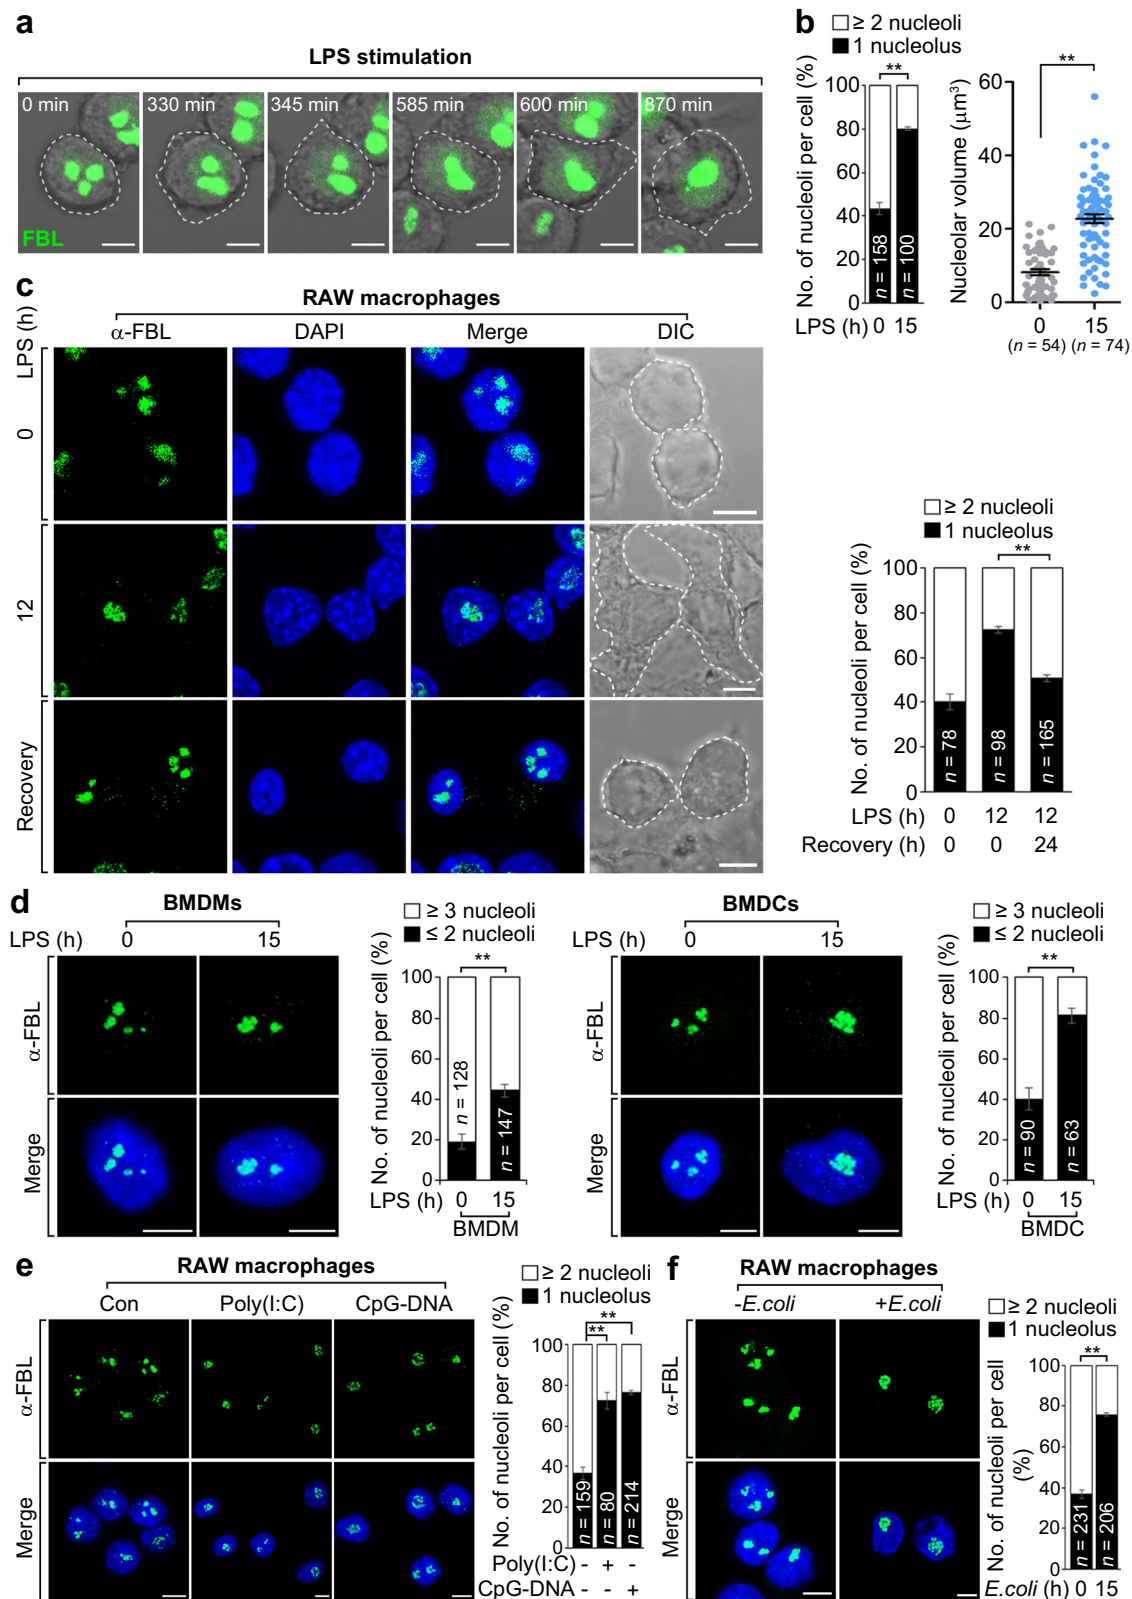 a
LPS stimulation
0 min 330 min 345 min 585 min 600 min 870 min
FBL
b
≥ 2 nucleoli
1 nucleolus
No. of nucleoli per cell (%)
100
80
60
40
20
0
**
n = 158
n = 100
LPS (h) 0 15
Nucleolar volume (μm³)
60
40
20
0
**
0 15
(n = 54) (n = 74)
c
RAW macrophages
LPS (h)
α-FBL DAPI Merge DIC
0
12
Recovery
≥ 2 nucleoli
1 nucleolus
No. of nucleoli per cell (%)
100
80
60
40
20
0
**
n = 78
n = 98
n = 165
LPS (h) 0 12 12
Recovery (h) 0 0 24
d
BMDMs
LPS (h) 0 15
α-FBL
Merge
≥ 3 nucleoli
≤ 2 nucleoli
No. of nucleoli per cell (%)
100
80
60
40
20
0
**
n = 128
n = 147
LPS (h) 0 15
BMDM
BMDCs
LPS (h) 0 15
α-FBL
Merge
≥ 3 nucleoli
≤ 2 nucleoli
No. of nucleoli per cell (%)
100
80
60
40
20
0
**
n = 90
n = 63
LPS (h) 0 15
BMDC
e
RAW macrophages
Con Poly(I:C) CpG-DNA
α-FBL
Merge
≥ 2 nucleoli
1 nucleolus
No. of nucleoli per cell (%)
100
80
60
40
20
0
**
**
n = 159
n = 80
n = 214
Poly(I:C) - + -
CpG-DNA - - +
f
RAW macrophages
-E.coli +E.coli
α-FBL
Merge
≥ 2 nucleoli
1 nucleolus
No. of nucleoli per cell
(%)
100
80
60
40
20
0
**
n = 231
n = 206
E.coli (h) 0 15